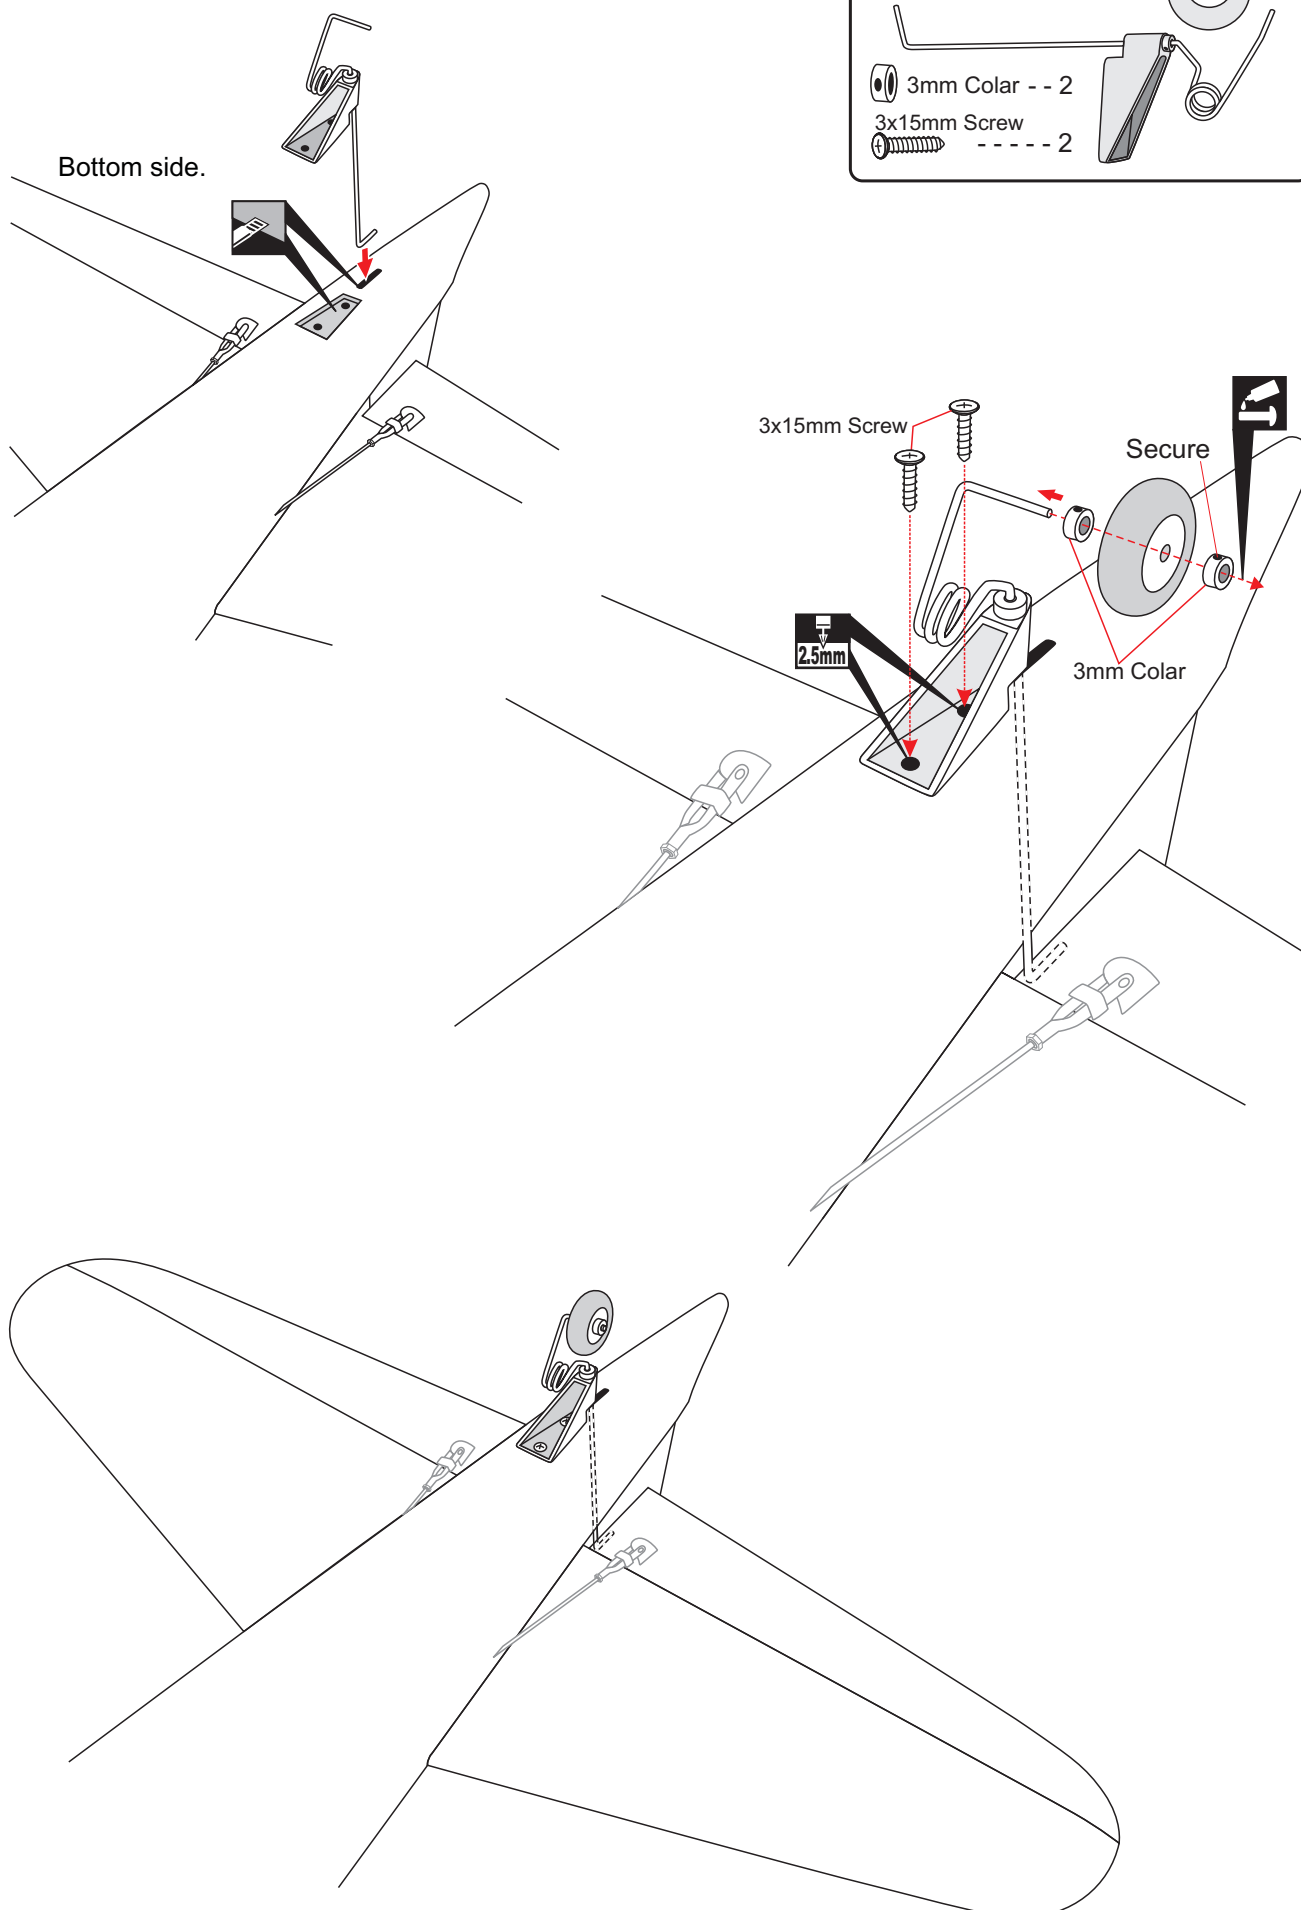 3mm Colar - - 2
3x15mm Screw
- - - - - 2
Bottom side.
3x15mm Screw
Secure
2.5mm
3mm Colar